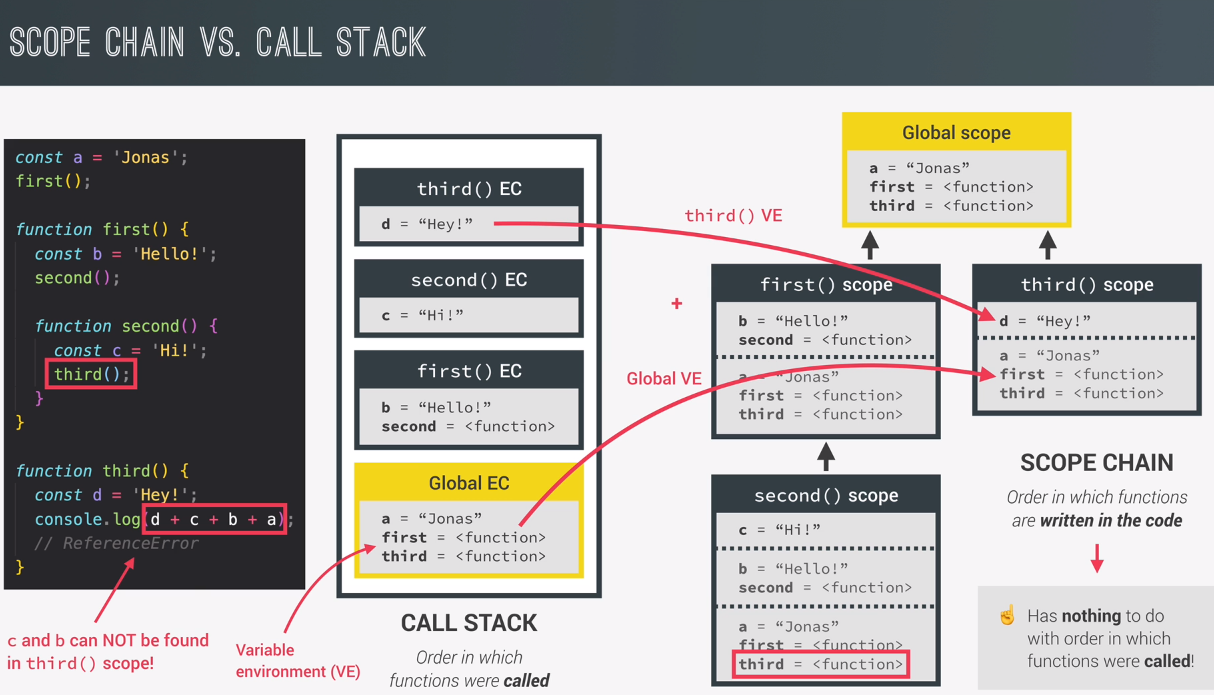 SCOPE CHAIN VS. CALL STACK
const a = 'Jonas';
first();
function first() {
const b = 'Hello!';
second();
function second() {
const c = 'Hi!';
third();
}
}
function third() {
const d = 'Hey!';
console.log(d + c + b + a);
// ReferenceError
}
c and b can NOT be found
in third() scope!
Variable
environment (VE)
third() EC
d = “Hey!”
second() EC
c = “Hi!”
first() EC
b = “Hello!”
second = <function>
Global EC
a = “Jonas”
first = <function>
third = <function>
CALL STACK
Order in which
functions were called
third() VE
+
Global VE
Global scope
a = “Jonas”
first = <function>
third = <function>
first() scope
b = “Hello!”
second = <function>
a = “Jonas”
first = <function>
third = <function>
second() scope
c = “Hi!”
b = “Hello!”
second = <function>
a = “Jonas”
first = <function>
third = <function>
third() scope
d = “Hey!”
a = “Jonas”
first = <function>
third = <function>
SCOPE CHAIN
Order in which functions
are written in the code
☝ Has nothing to do
with order in which
functions were called!